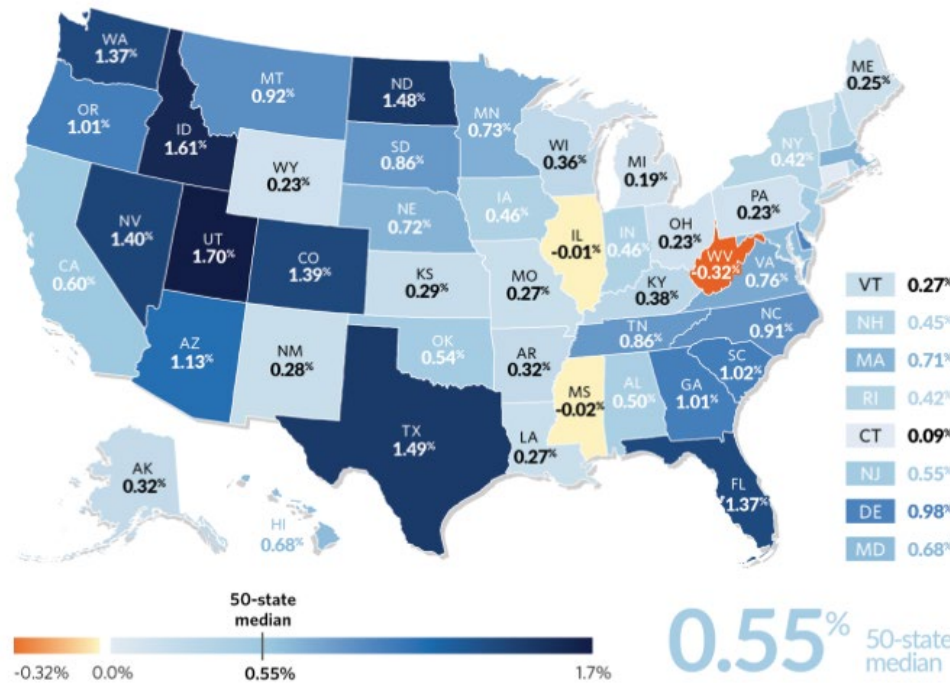 WA
1.37%
MT
0.92%
ND
1.48%
MN
0.73%
ME
0.25%
OR
1.01%
ID
1.61%
WY
0.23%
SD
0.86%
WI
0.36%
MI
0.19%
NY
0.42%
NV
1.40%
UT
1.70%
CO
1.39%
NE
0.72%
IA
0.46%
IL
-0.01%
IN
0.46%
OH
0.23%
PA
0.23%
CA
0.60%
KS
0.29%
MO
0.27%
KY
0.38%
WV
-0.32%
VA
0.76%
AZ
1.13%
NM
0.28%
OK
0.54%
AR
0.32%
TN
0.86%
NC
0.91%
SC
1.02%
TX
1.49%
LA
0.27%
MS
-0.02%
AL
0.50%
GA
1.01%
FL
1.37%
AK
0.32%
HI
0.68%
VT 0.27%
NH 0.45%
MA 0.71%
RI 0.42%
CT 0.09%
NJ 0.55%
DE 0.98%
MD 0.68%
50-state
median
-0.32% 0.0% 0.55% 1.7%
0.55% 50-state
median